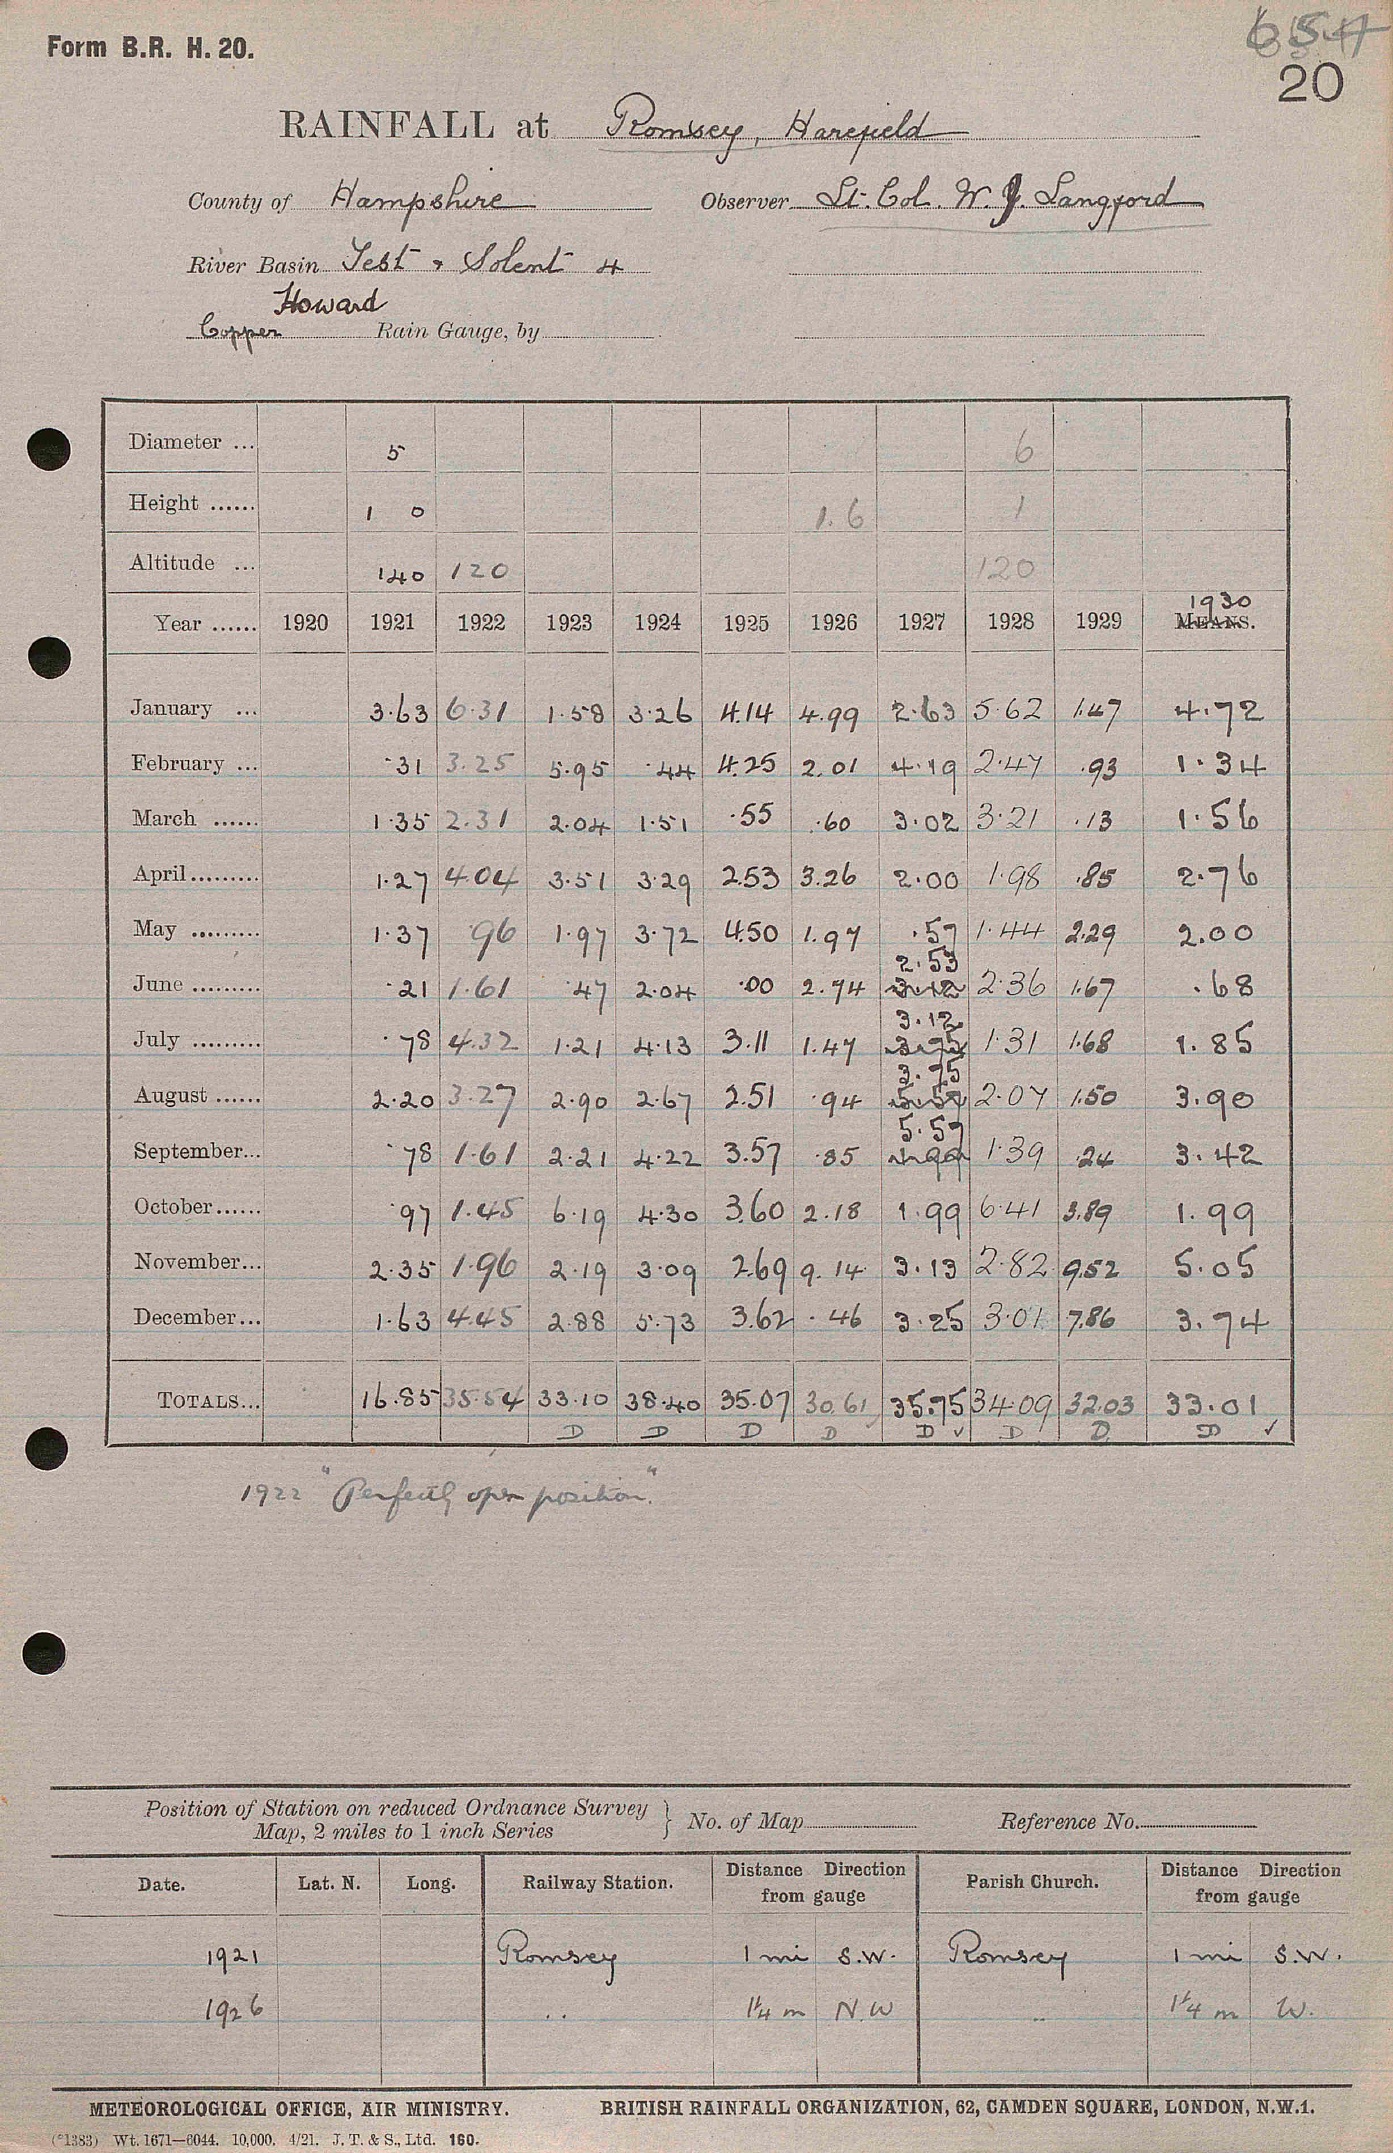 Form B.R. H. 20.
654
20
RAINFALL at Romsey, Harefield
County of Hampshire Observer Lt. Col. W. J. Langford
River Basin Test & Solent 4
Howard
Copper Rain Gauge, by
Diameter ... 5 6
Height ...... 1 0 1.6 1
Altitude ... 140 120 120
1930
Year ...... 1920 1921 1922 1923 1924 1925 1926 1927 1928 1929 MEANS.
January ... 3.63 6.31 1.58 3.26 4.14 4.99 2.63 5.62 1.47 4.72
February ... .31 3.25 5.95 .44 4.25 2.01 4.19 2.47 .93 1.34
March ...... 1.35 2.31 2.04 1.51 .55 .60 3.02 3.21 .13 1.56
April ......... 1.27 4.04 3.51 3.29 2.53 3.26 2.00 1.98 .85 2.76
May ......... 1.37 96 1.97 3.72 4.50 1.97 .57 1.44 2.29 2.00
2.53
June ......... .21 1.61 .47 2.04 .00 2.74 3.12 2.36 1.67 .68
3.12
July ......... .78 4.32 1.21 4.13 3.11 1.47 3.75 1.31 1.68 1.85
3.75
August ...... 2.20 3.27 2.90 2.67 2.51 .94 5.59 2.07 1.50 3.90
5.59
September... .78 1.61 2.21 4.22 3.57 .85 1.99 1.39 .24 3.42
October...... .97 1.45 6.19 4.30 3.60 2.18 1.99 6.41 3.89 1.99
November... 2.35 1.96 2.19 3.09 2.69 9.14 3.13 2.82 9.52 5.05
December... 1.63 4.45 2.88 5.73 3.62 .46 3.25 3.01 7.86 3.74
TOTALS... 16.85 35.54 33.10 38.40 35.07 30.61 35.75 34.09 32.03 33.01
D D D D D ✓ D D D ✓
1922 "Perfectly open position."
Position of Station on reduced Ordnance Survey
Map, 2 miles to 1 inch Series } No. of Map Reference No.
Date. Lat. N. Long. Railway Station. Distance Direction from gauge Parish Church. Distance Direction from gauge
1921 Romsey 1 mi S.W. Romsey 1 mi S.W.
1926 .. 1¼ m N.W .. 1¼ m W.
METEOROLOGICAL OFFICE, AIR MINISTRY. BRITISH RAINFALL ORGANIZATION, 62, CAMDEN SQUARE, LONDON, N.W.1.
(*1383) Wt. 1671—6044. 10,000. 4/21. J. T. & S., Ltd. 160.